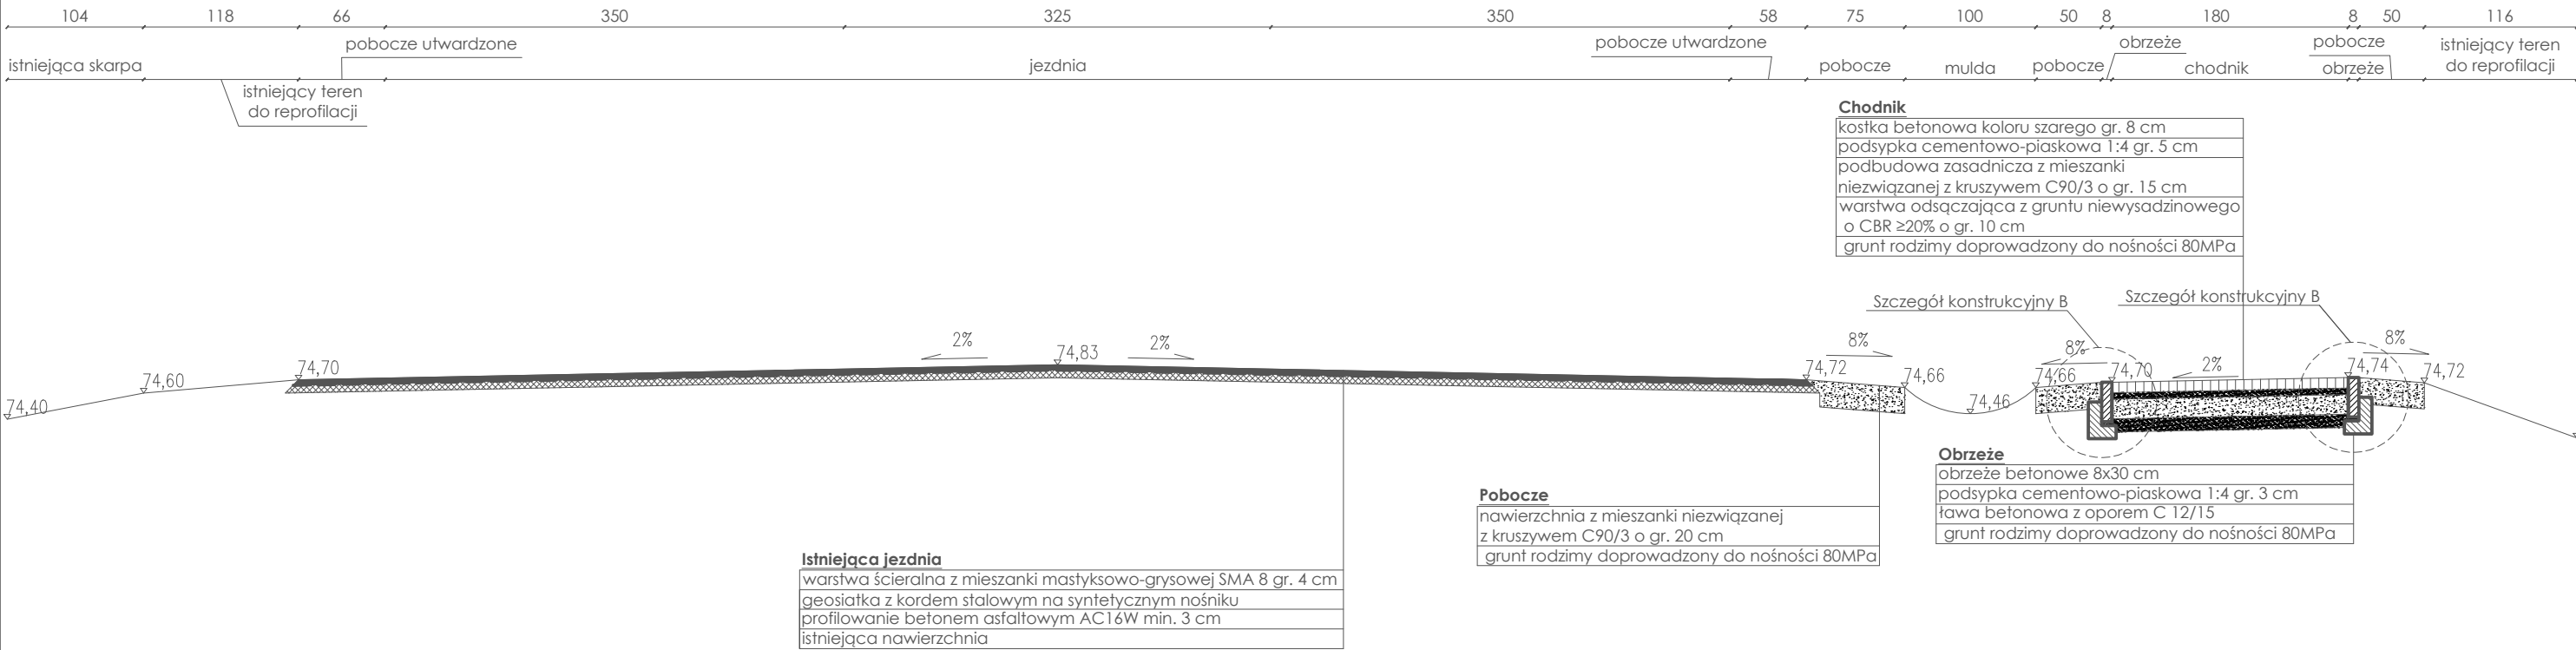 104 118 66 350 325 350 58 75 100 50 8 180 8 50 116
pobocze utwardzone
pobocze utwardzone
obrzeże
pobocze
istniejący teren
do reprofilacji
istniejąca skarpa
jezdnia
pobocze
mulda
pobocze
chodnik
obrzeże
istniejący teren
do reprofilacji
Chodnik
kostka betonowa koloru szarego gr. 8 cm
podsypka cementowo-piaskowa 1:4 gr. 5 cm
podbudowa zasadnicza z mieszanki
niezwiązanej z kruszywem C90/3 o gr. 15 cm
warstwa odsączająca z gruntu niewysadzinowego
o CBR ≥20% o gr. 10 cm
grunt rodzimy doprowadzony do nośności 80MPa
Szczegół konstrukcyjny B
Szczegół konstrukcyjny B
74,40
74,60
74,70
2%
74,83
2%
74,72
8%
74,66
74,46
74,66
8%
74,70
2%
74,74
8%
74,72
Obrzeże
obrzeże betonowe 8x30 cm
podsypka cementowo-piaskowa 1:4 gr. 3 cm
ława betonowa z oporem C 12/15
grunt rodzimy doprowadzony do nośności 80MPa
Pobocze
nawierzchnia z mieszanki niezwiązanej
z kruszywem C90/3 o gr. 20 cm
grunt rodzimy doprowadzony do nośności 80MPa
Istniejąca jezdnia
warstwa ścieralna z mieszanki mastyksowo-grysowej SMA 8 gr. 4 cm
geosiatka z kordem stalowym na syntetycznym nośniku
profilowanie betonem asfaltowym AC16W min. 3 cm
istniejąca nawierzchnia